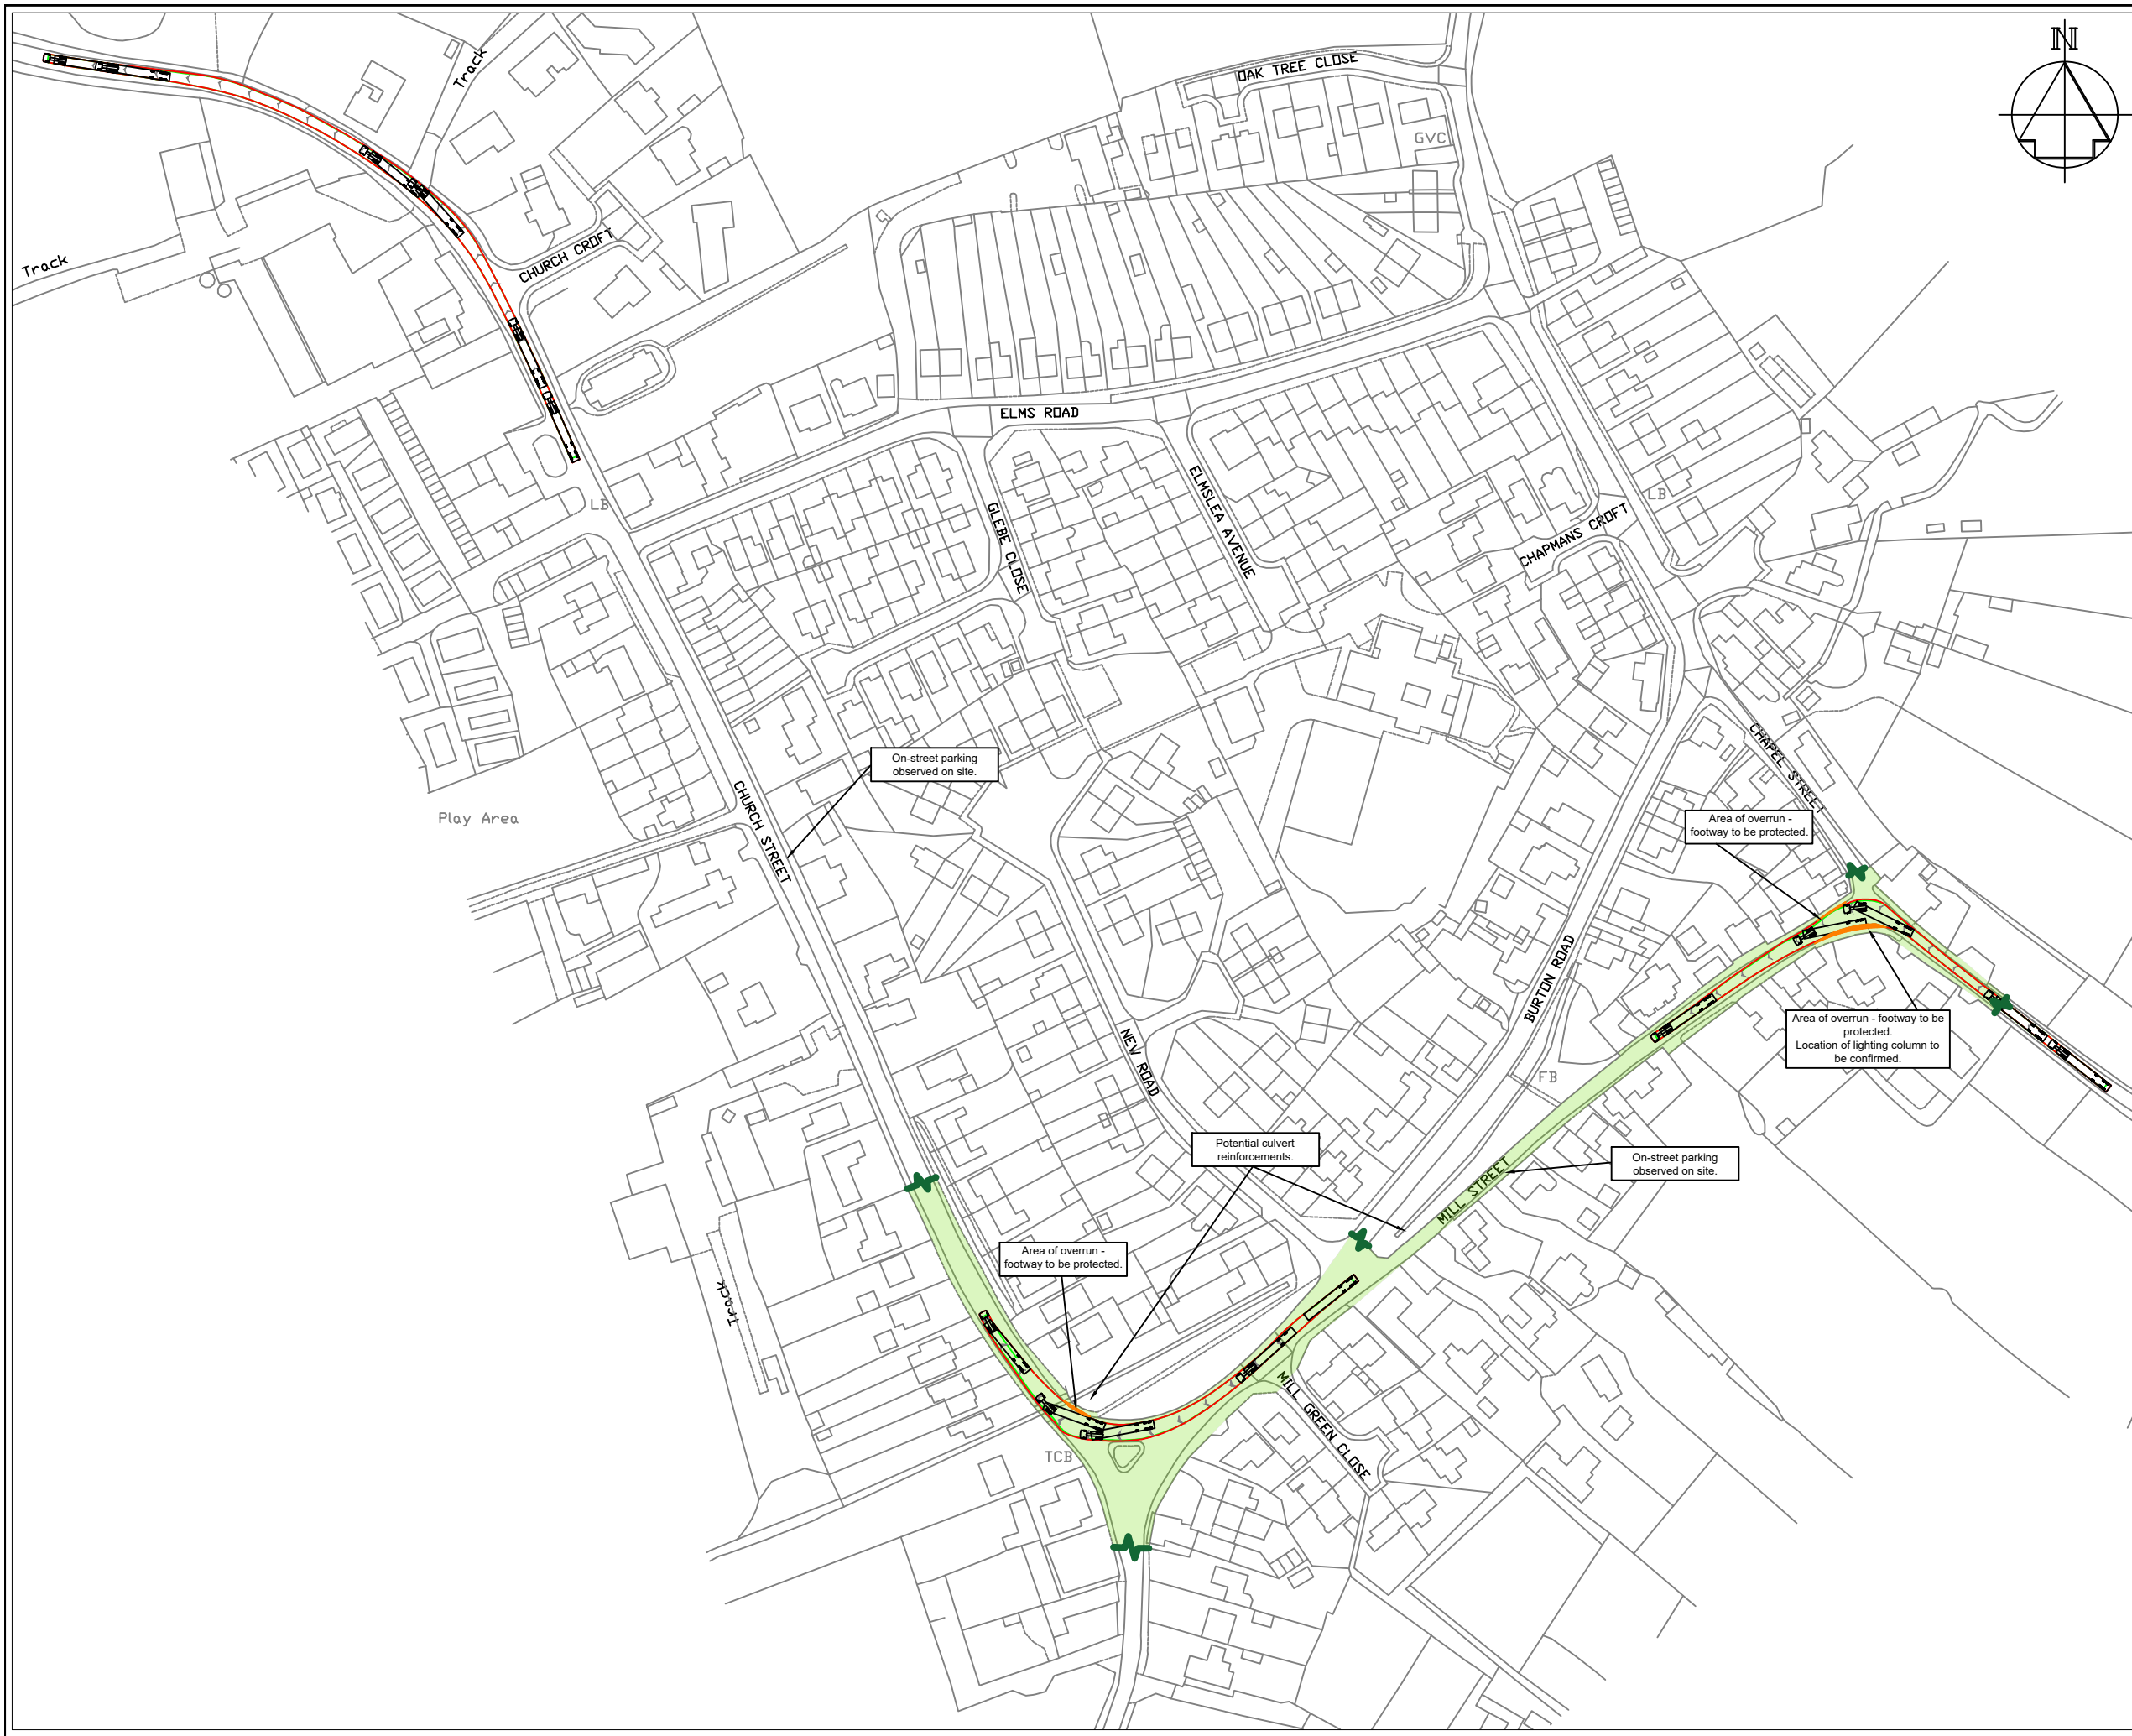 N
OAK TREE CLOSE
Track
GVC
CHURCH CROFT
Track
ELMS ROAD
LB
GLEBE CLOSE
ELMSLEA AVENUE
LB
CHAPMANS CROFT
On-street parking
observed on site.
CHURCH STREET
Play Area
CHAPEL STREET
Area of overrun -
footway to be protected.
BURTON ROAD
Area of overrun - footway to be
protected.
Location of lighting column to
be confirmed.
NEW ROAD
FB
Potential culvert
reinforcements.
On-street parking
observed on site.
MILL STREET
Area of overrun -
footway to be protected.
Track
MILL GREEN CLOSE
TCB